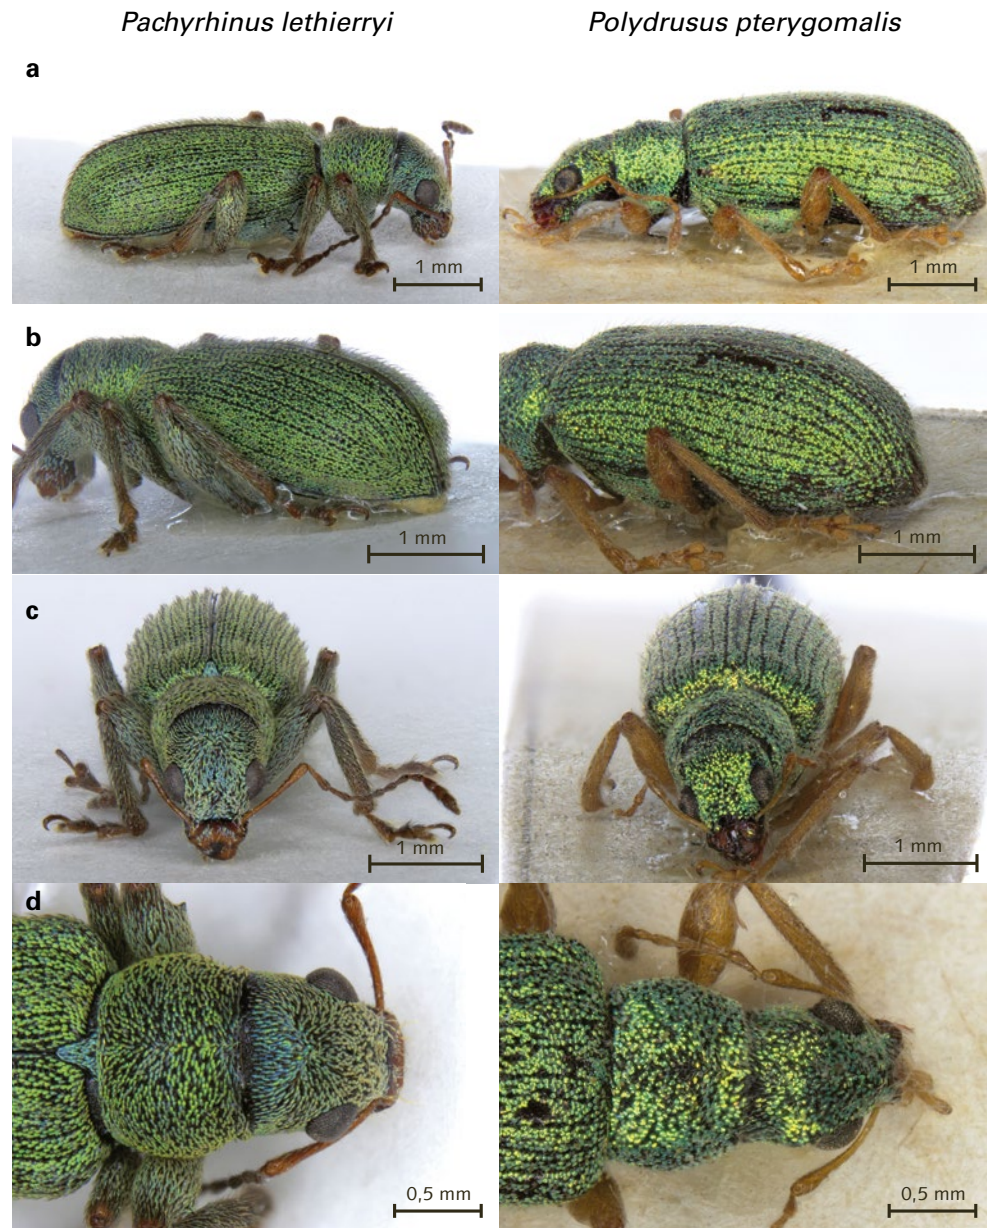 Pachyrhinus lethierryi Polydrusus pterygomalis
a
1 mm 1 mm
b
1 mm 1 mm
c
1 mm 1 mm
d
0,5 mm 0,5 mm